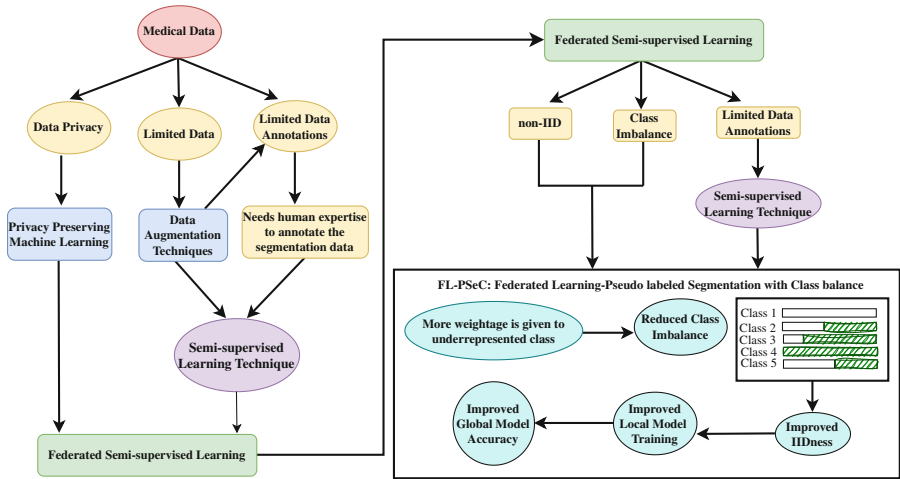 Medical Data
Data Privacy
Limited Data
Limited Data
Annotations
Privacy Preserving
Machine Learning
Data
Augmentation
Techniques
Needs human expertise
to annotate the
segmentation data
Semi-supervised
Learning Technique
Federated Semi-supervised Learning
Federated Semi-supervised Learning
non-IID
Class
Imbalance
Limited Data
Annotations
Semi-supervised
Learning Technique
FL-PSeC: Federated Learning-Pseudo labeled Segmentation with Class balance
More weightage is given to
underrepresented class
Reduced Class
Imbalance
Class 1
Class 2
Class 3
Class 4
Class 5
Improved
Global Model
Accuracy
Improved
Local Model
Training
Improved
IIDness